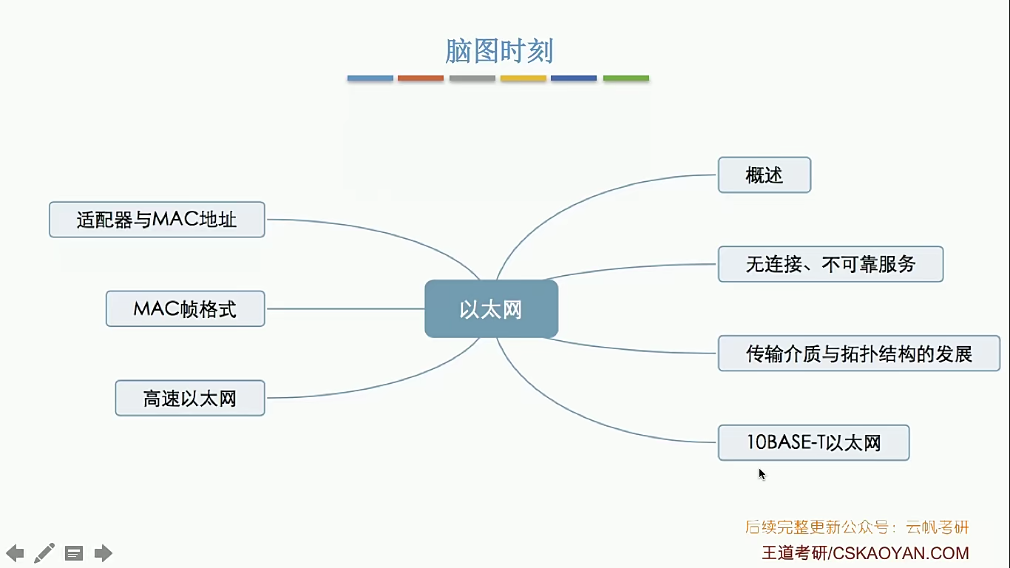 脑图时刻
概述
适配器与MAC地址
无连接、不可靠服务
MAC帧格式
以太网
传输介质与拓扑结构的发展
高速以太网
10BASE-T以太网
后续完整更新公众号：云帆考研
王道考研/CSKAOYAN.COM